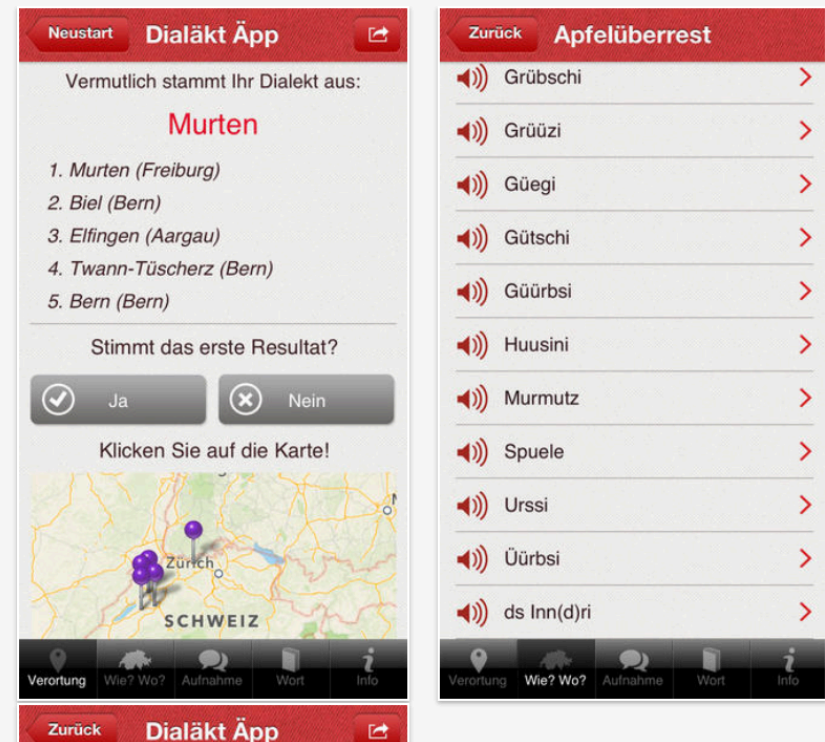 Neustart Dialäkt Äpp
Vermutlich stammt Ihr Dialekt aus:
Murten
1. Murten (Freiburg)
2. Biel (Bern)
3. Elfingen (Aargau)
4. Twann-Tüscherz (Bern)
5. Bern (Bern)
Stimmt das erste Resultat?
Ja Nein
Klicken Sie auf die Karte!
Zürich
SCHWEIZ
Verortung Wie? Wo? Aufnahme Wort Info
Zurück Apfelüberrest
Grübschi
Grüüzi
Güegi
Gütschi
Güürbsi
Huusini
Murmutz
Spuele
Urssi
Üürbsi
ds Inn(d)ri
Verortung Wie? Wo? Aufnahme Wort Info
Zurück Dialäkt Äpp